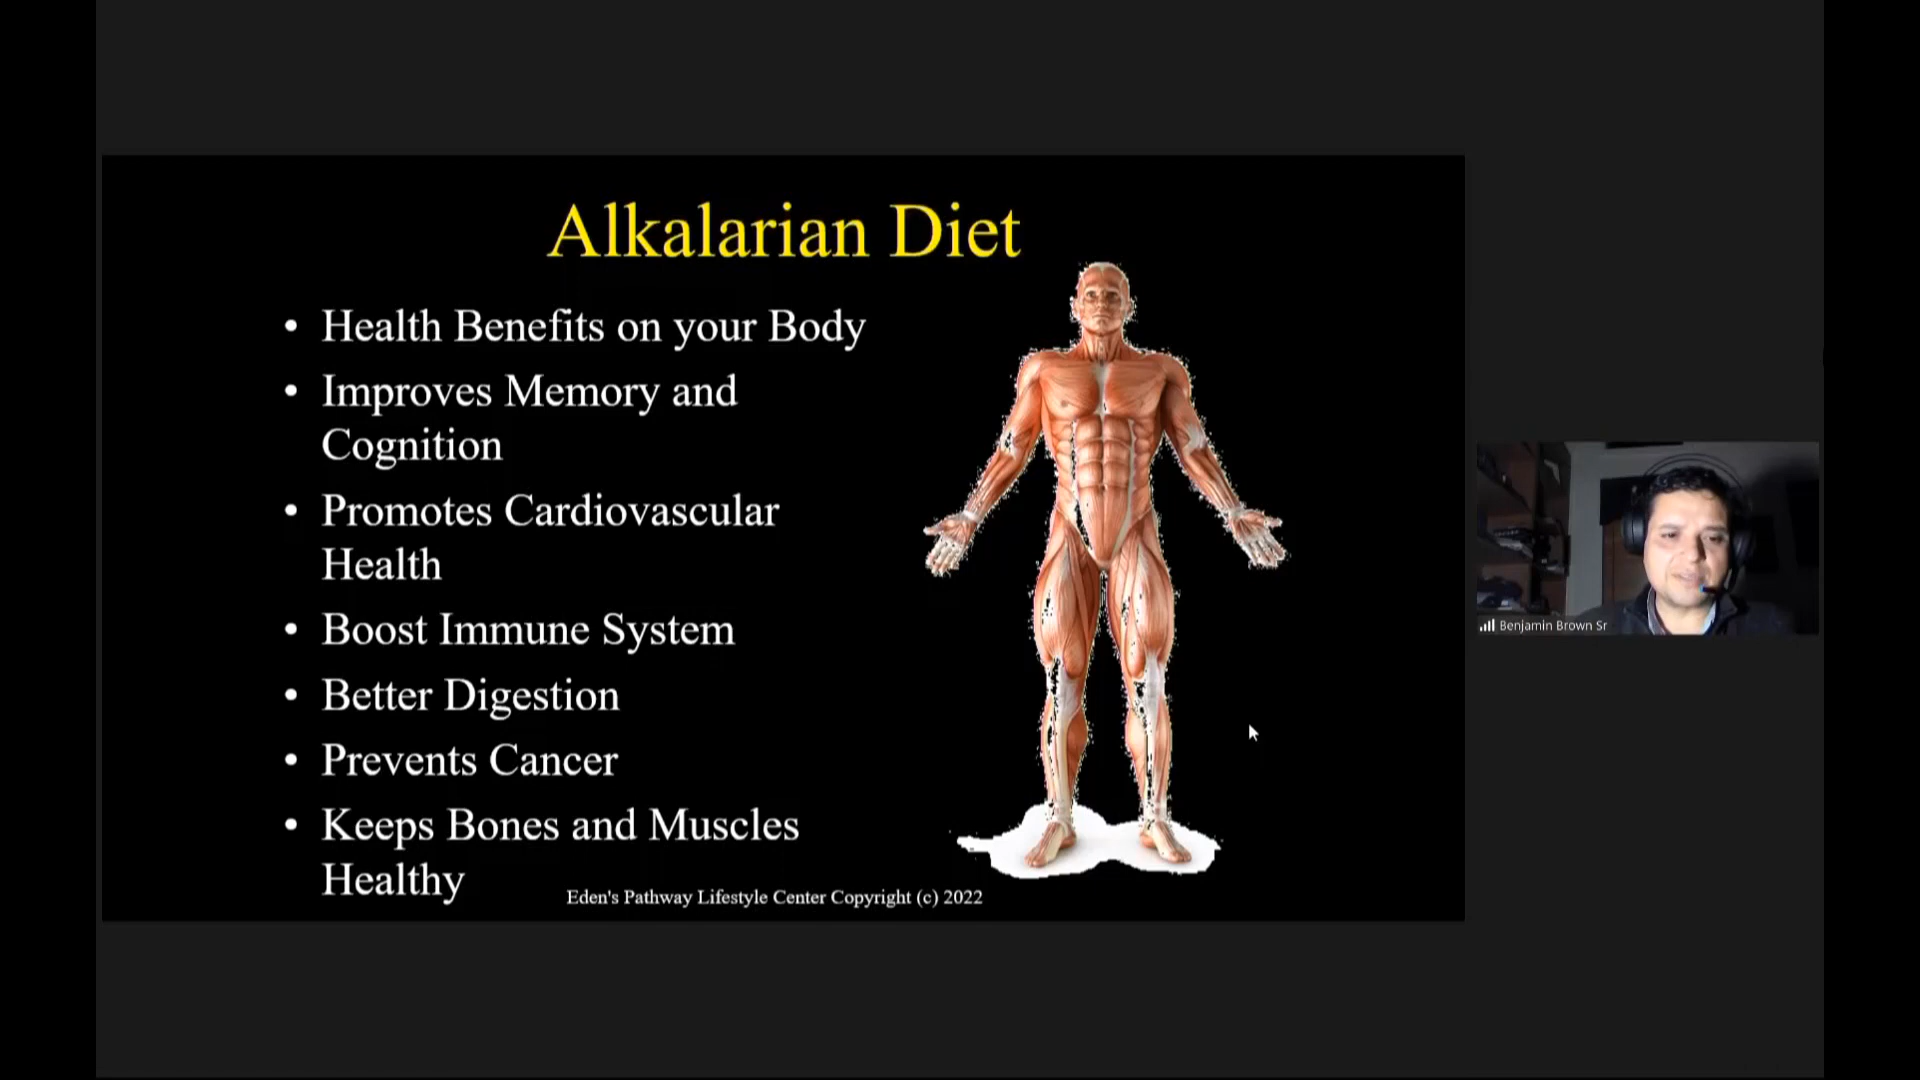 Alkalarian Diet
• Health Benefits on your Body
• Improves Memory and
Cognition
• Promotes Cardiovascular
Health
• Boost Immune System
• Better Digestion
• Prevents Cancer
• Keeps Bones and Muscles
Healthy
Eden's Pathway Lifestyle Center Copyright (c) 2022
Benjamin Brown Sr